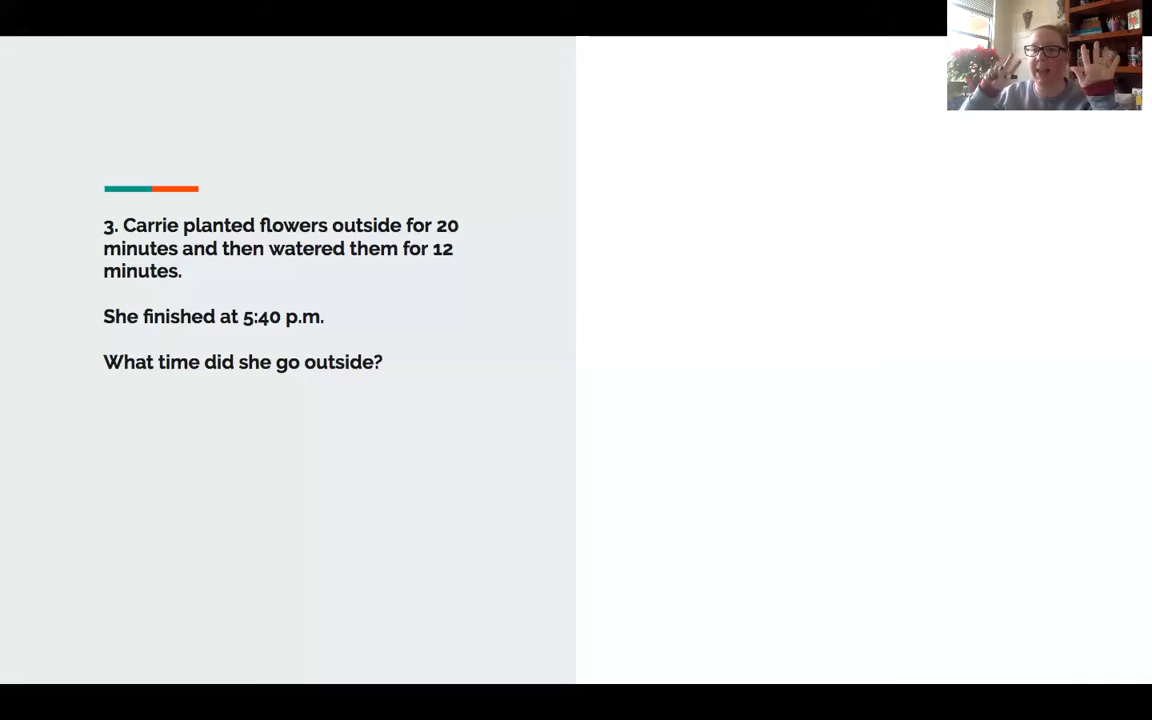 3. Carrie planted flowers outside for 20
minutes and then watered them for 12
minutes.
She finished at 5:40 p.m.
What time did she go outside?